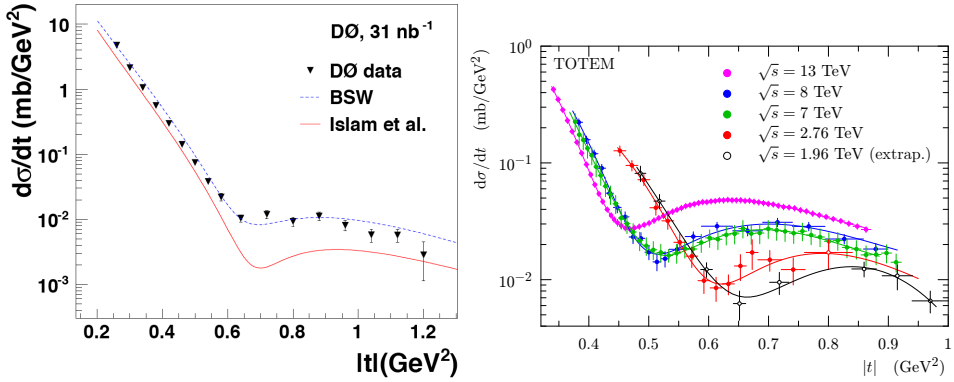 DØ, 31 nb⁻¹
DØ data
BSW
Islam et al.
dσ/dt (mb/GeV²)
10
1
10⁻¹
10⁻²
10⁻³
0.2 0.4 0.6 0.8 1 1.2
|t|(GeV²)
TOTEM
√s = 13 TeV
√s = 8 TeV
√s = 7 TeV
√s = 2.76 TeV
√s = 1.96 TeV (extrap.)
dσ/dt (mb/GeV²)
10⁰
10⁻¹
10⁻²
0.4 0.5 0.6 0.7 0.8 0.9 1
|t| (GeV²)